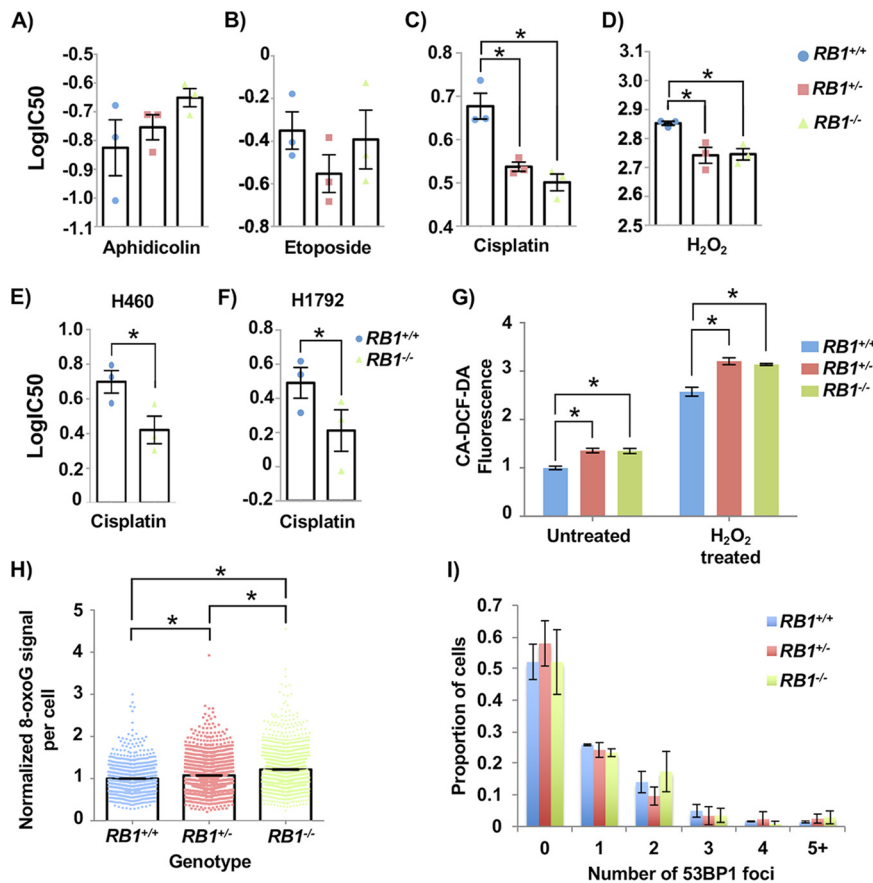 A)
LogIC50
-0.5
-0.6
-0.7
-0.8
-0.9
-1.0
-1.1
Aphidicolin
B)
0
-0.2
-0.4
-0.6
-0.8
Etoposide
C)
0.8
0.7
0.6
0.5
0.4
* *
Cisplatin
D)
3.1
3.0
2.9
2.8
2.7
2.6
2.5
* *
H2O2
RB1+/+
RB1+/-
RB1-/-
E)
H460
LogIC50
1.0
0.8
0.6
0.4
0.2
0
*
Cisplatin
F)
H1792
0.8
0.6
0.4
0.2
0
-0.2
*
Cisplatin
RB1+/+
RB1-/-
G)
CA-DCF-DA
Fluorescence
4
3
2
1
0
* *
* *
Untreated
H2O2
treated
RB1+/+
RB1+/-
RB1-/-
H)
Normalized 8-oxoG signal
per cell
5
4
3
2
1
0
*
* *
RB1+/+ RB1+/- RB1-/-
Genotype
I)
Proportion of cells
0.7
0.6
0.5
0.4
0.3
0.2
0.1
0
RB1+/+
RB1+/-
RB1-/-
0 1 2 3 4 5+
Number of 53BP1 foci